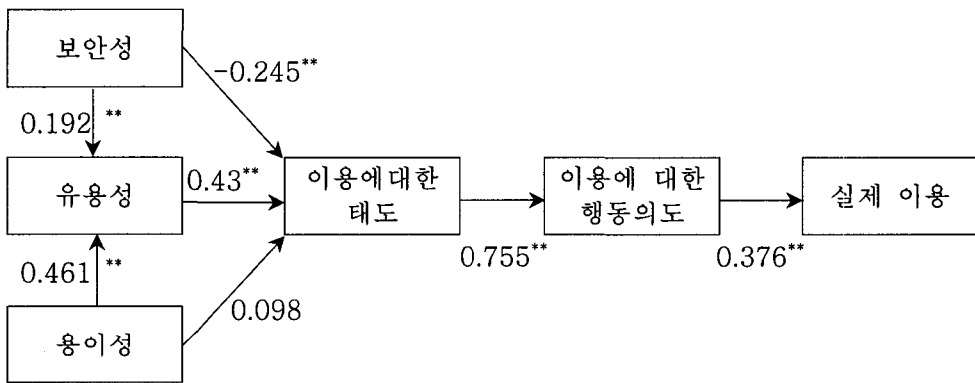 보안성
-0.245**
0.192 **
유용성
0.43**
이용에대한
태도
이용에 대한
행동의도
실제 이용
0.755**
0.376**
0.461 **
0.098
용이성